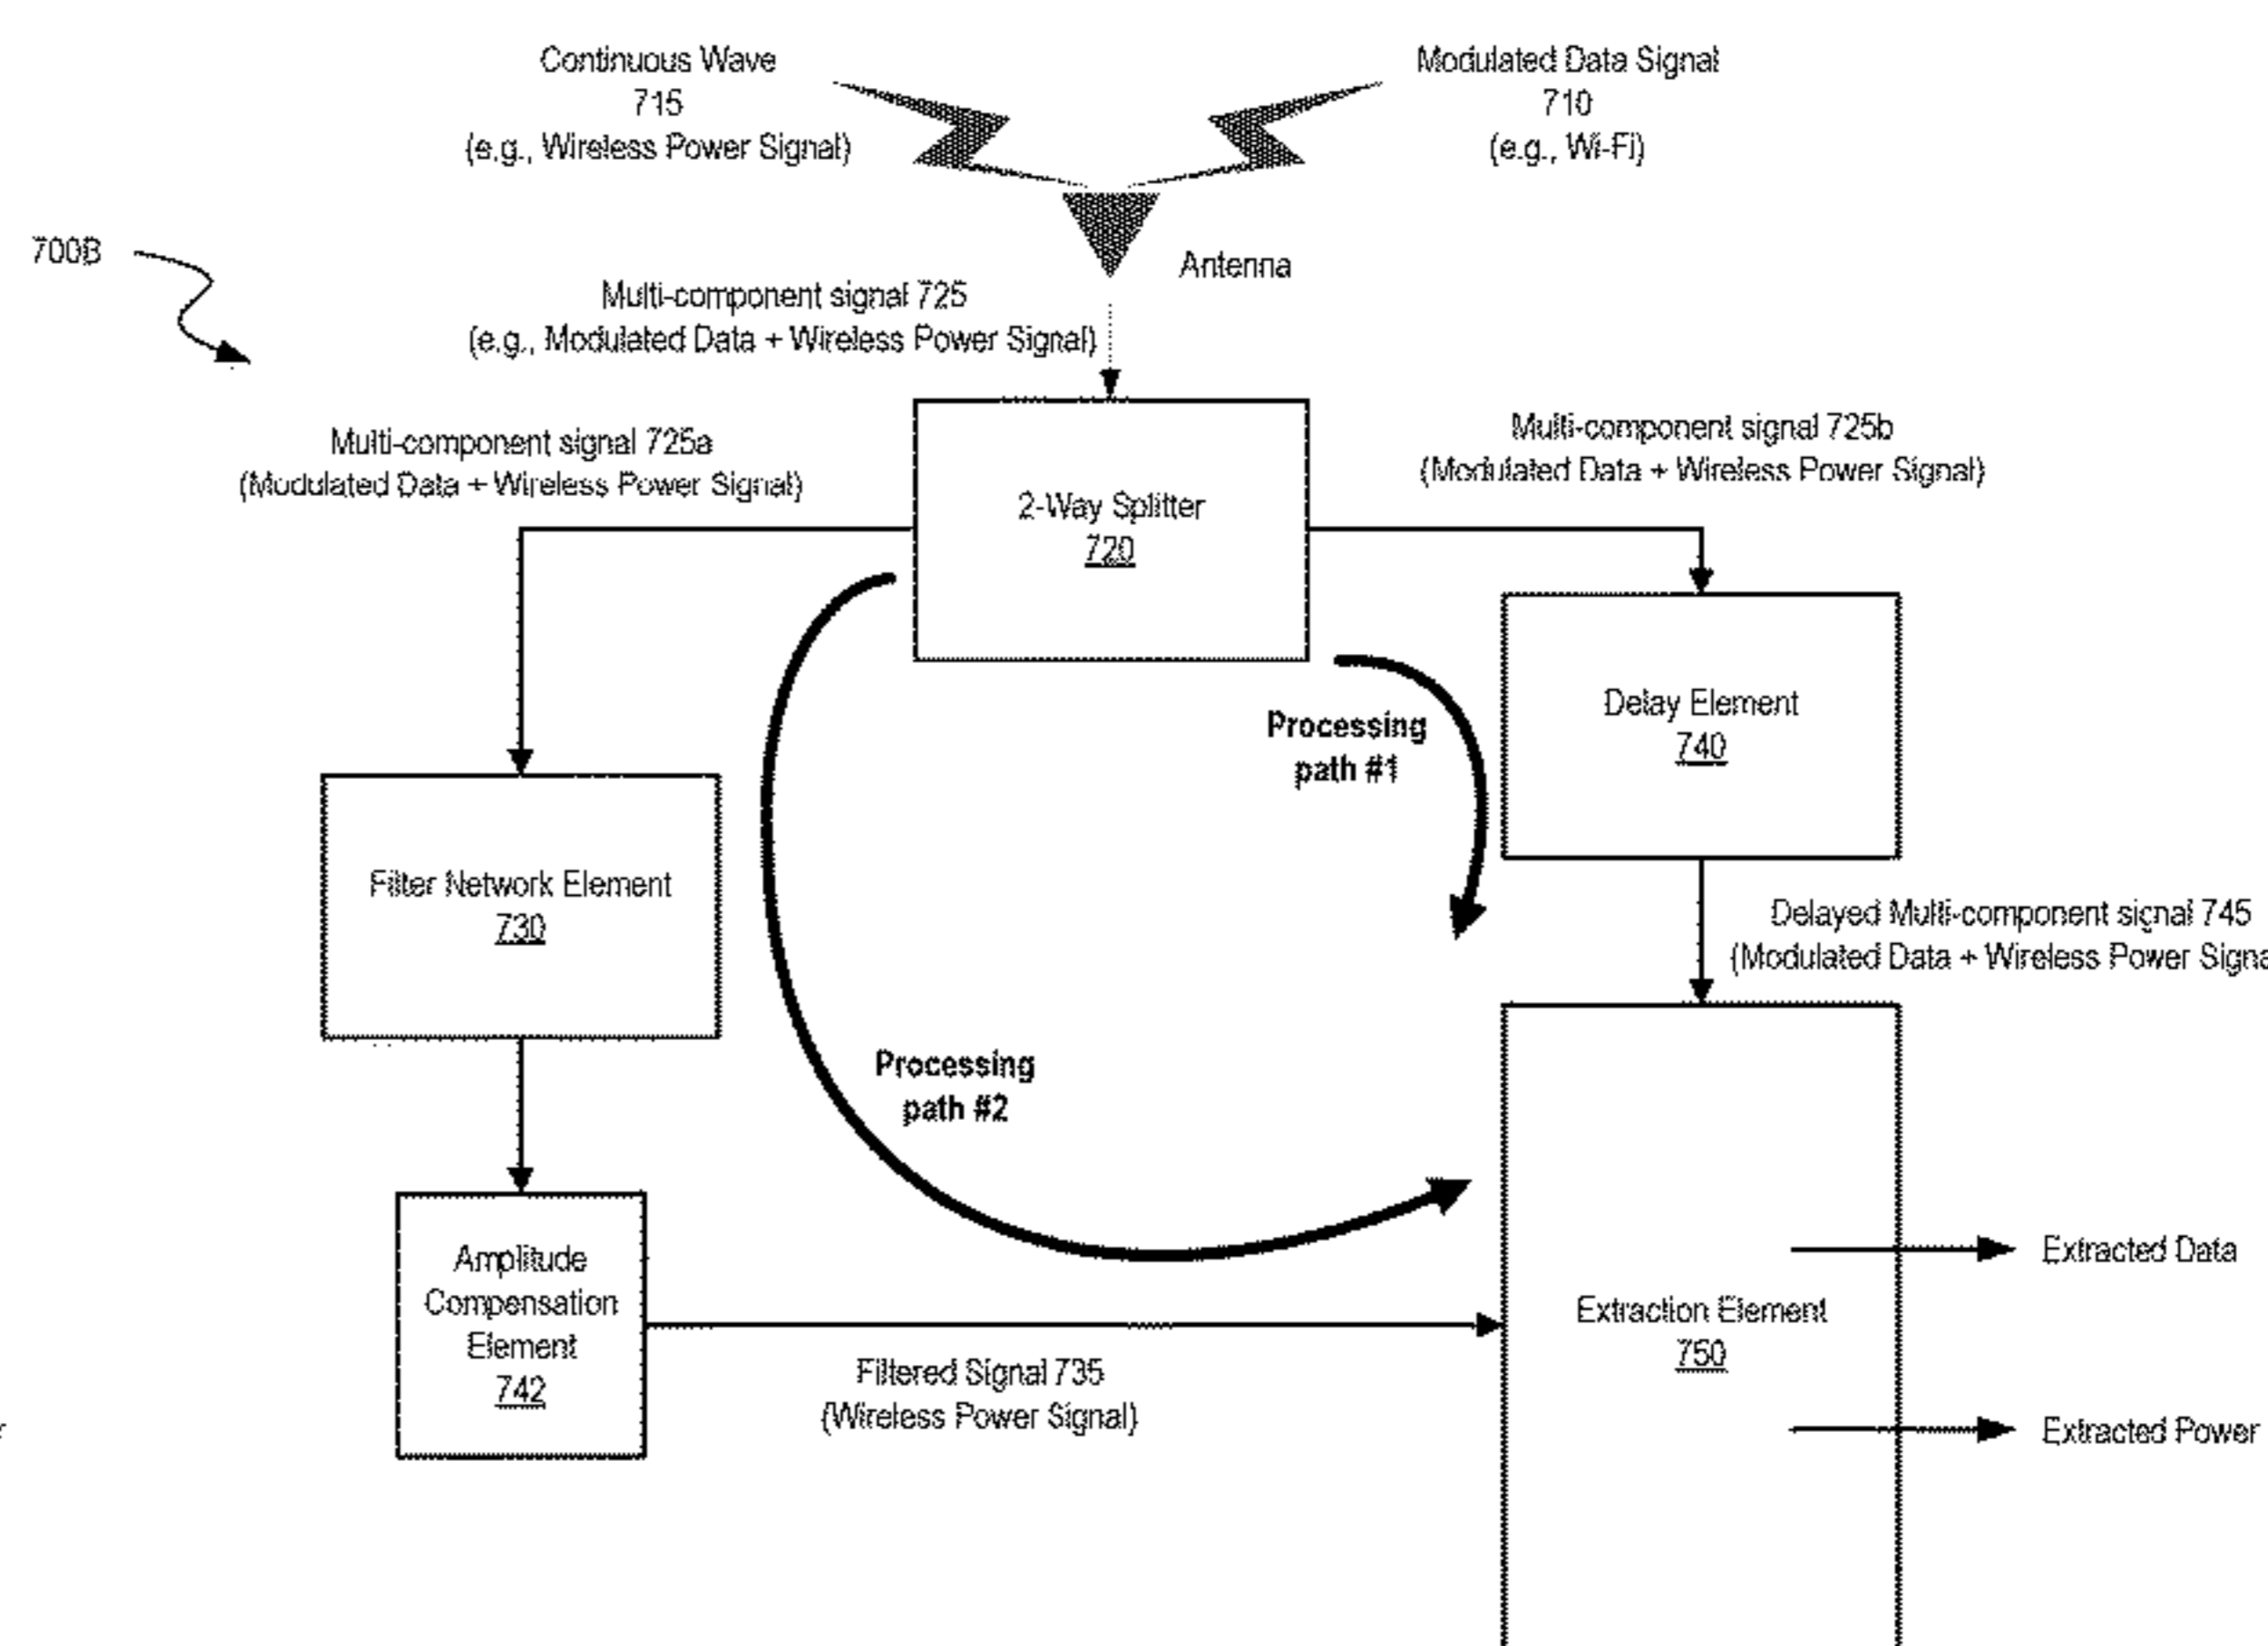 Continuous Wave
715
(e.g., Wireless Power Signal)
Modulated Data Signal
710
(e.g., Wi-Fi)
700B
Antenna
Multi-component signal 725
(e.g., Modulated Data + Wireless Power Signal)
Multi-component signal 725a
(Modulated Data + Wireless Power Signal)
2-Way Splitter
720
Multi-component signal 725b
(Modulated Data + Wireless Power Signal)
Delay Element
740
Processing
path #1
Filter Network Element
730
Delayed Multi-component signal 745
(Modulated Data + Wireless Power
Processing
path #2
Amplitude
Compensation
Element
742
Filtered Signal 735
(Wireless Power Signal)
Extraction Element
750
Extracted Data
Extracted Power